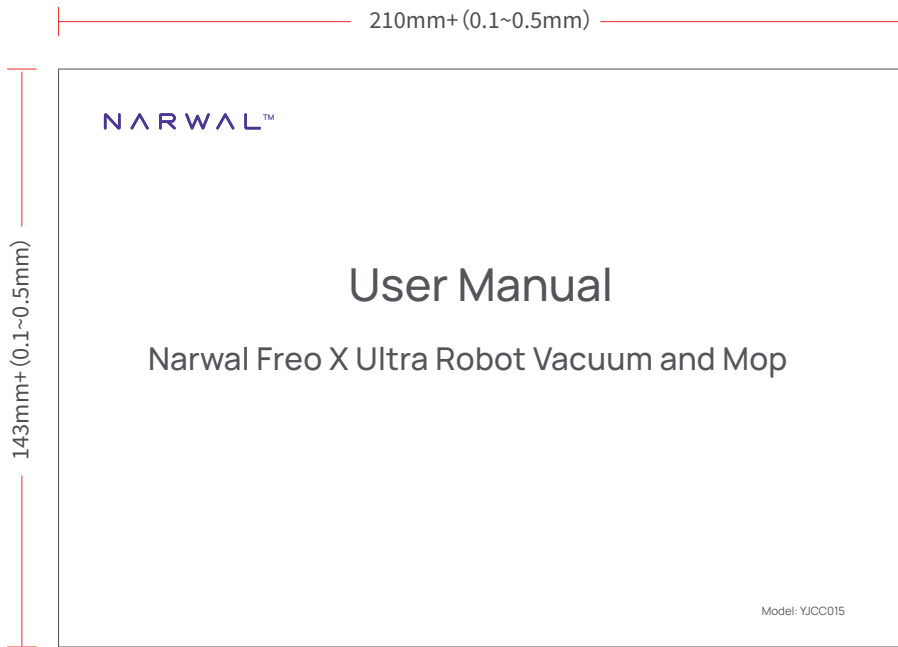 210mm+(0.1~0.5mm)
NARWAL™
143mm+(0.1~0.5mm)
User Manual
Narwal Freo X Ultra Robot Vacuum and Mop
Model: YJCC015